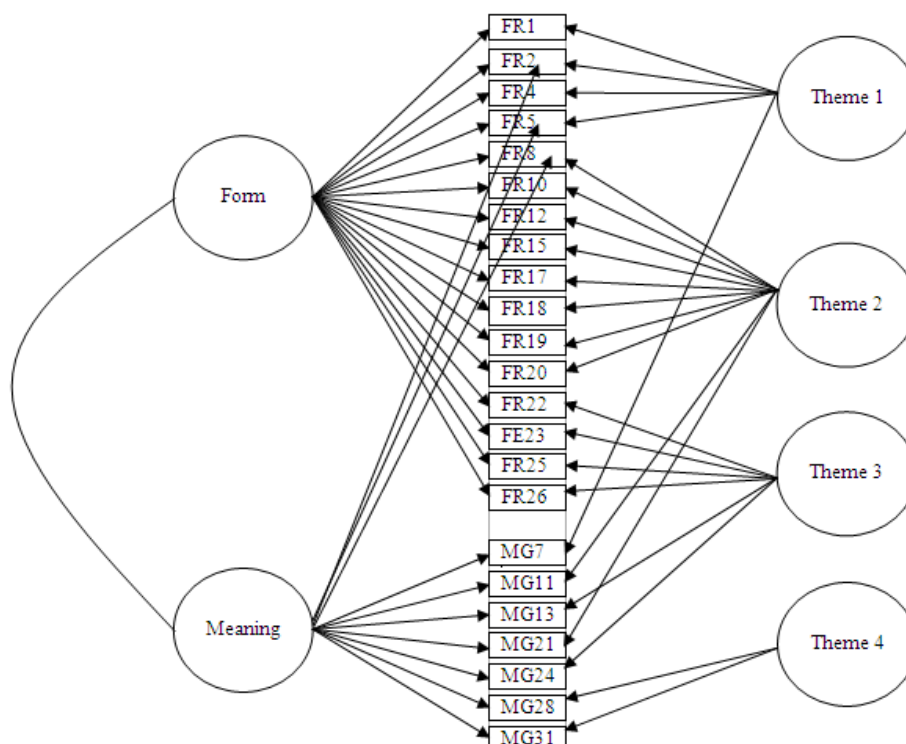 FR1
FR2
FR4
FR5
FR8
FR10
FR12
FR15
FR17
FR18
FR19
FR20
FR22
FE23
FR25
FR26
MG7
MG11
MG13
MG21
MG24
MG28
MG31
Form
Meaning
Theme 1
Theme 2
Theme 3
Theme 4